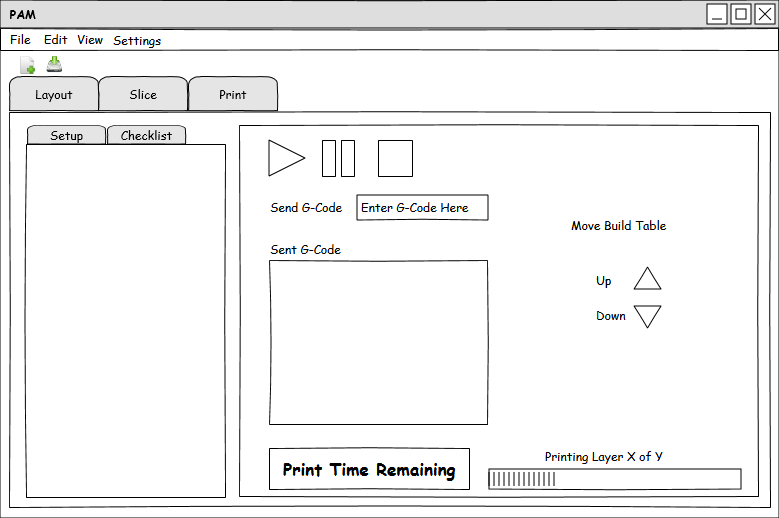 PAM
File Edit View Settings
Layout Slice Print
Setup Checklist
Send G-Code Enter G-Code Here
Move Build Table
Sent G-Code
Up
Down
Print Time Remaining
Printing Layer X of Y